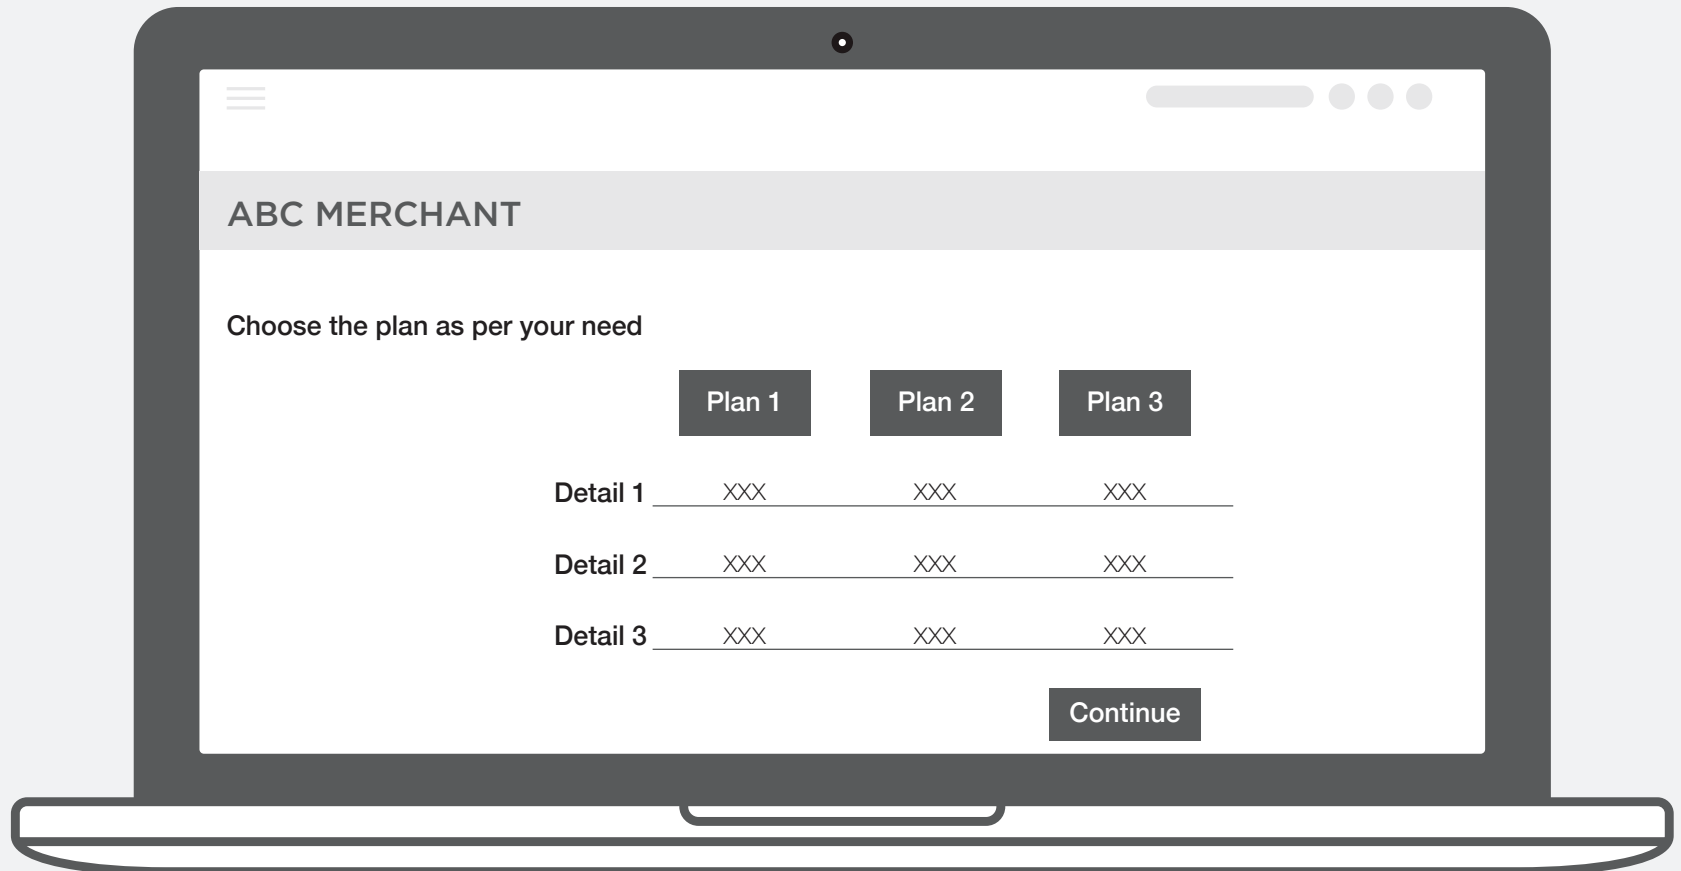 ABC MERCHANT
Choose the plan as per your need
Plan 1 Plan 2 Plan 3
Detail 1 XXX XXX XXX
Detail 2 XXX XXX XXX
Detail 3 XXX XXX XXX
Continue